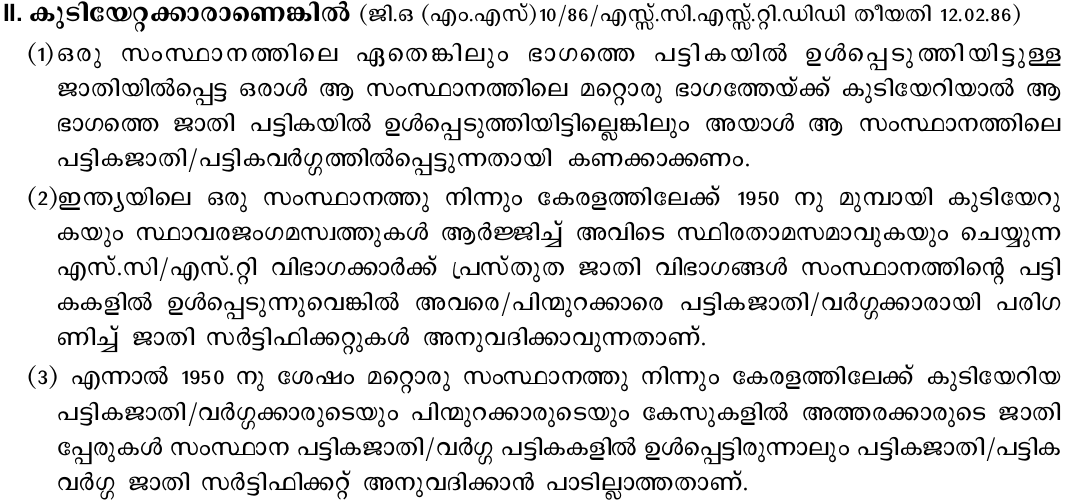 II. കുടിയേറ്റക്കാരാണെങ്കിൽ (ജി.ഒ (എം.എസ്)10/86/എസ്സ്.സി.എസ്സ്.റ്റി.ഡിഡി തീയതി 12.02.86)
(1) ഒരു സംസ്ഥാനത്തിലെ ഏതെങ്കിലും ഭാഗത്തെ പട്ടികയിൽ ഉൾപ്പെടുത്തിയിട്ടുള്ള
ജാതിയിൽപ്പെട്ട ഒരാൾ ആ സംസ്ഥാനത്തിലെ മറ്റൊരു ഭാഗത്തേയ്ക്ക് കുടിയേറിയാൽ ആ
ഭാഗത്തെ ജാതി പട്ടികയിൽ ഉൾപ്പെടുത്തിയിട്ടില്ലെങ്കിലും അയാൾ ആ സംസ്ഥാനത്തിലെ
പട്ടികജാതി/പട്ടികവർഗ്ഗത്തിൽപ്പെട്ടുന്നതായി കണക്കാക്കണം.
(2) ഇന്ത്യയിലെ ഒരു സംസ്ഥാനത്തു നിന്നും കേരളത്തിലേക്ക് 1950 നു മുമ്പായി കുടിയേറു
കയും സ്ഥാവരജംഗമസ്വത്തുകൾ ആർജ്ജിച്ച് അവിടെ സ്ഥിരതാമസമാവുകയും ചെയ്യുന്ന
എസ്.സി/എസ്.റ്റി വിഭാഗക്കാർക്ക് പ്രസ്തുത ജാതി വിഭാഗങ്ങൾ സംസ്ഥാനത്തിന്റെ പട്ടി
കകളിൽ ഉൾപ്പെടുന്നുവെങ്കിൽ അവരെ/പിന്മുറക്കാരെ പട്ടികജാതി/വർഗ്ഗക്കാരായി പരിഗ
ണിച്ച് ജാതി സർട്ടിഫിക്കറ്റുകൾ അനുവദിക്കാവുന്നതാണ്.
(3) എന്നാൽ 1950 നു ശേഷം മറ്റൊരു സംസ്ഥാനത്തു നിന്നും കേരളത്തിലേക്ക് കുടിയേറിയ
പട്ടികജാതി/വർഗ്ഗക്കാരുടെയും പിന്മുറക്കാരുടെയും കേസുകളിൽ അത്തരക്കാരുടെ ജാതി
പ്പേരുകൾ സംസ്ഥാന പട്ടികജാതി/വർഗ്ഗ പട്ടികകളിൽ ഉൾപ്പെട്ടിരുന്നാലും പട്ടികജാതി/പട്ടിക
വർഗ്ഗ ജാതി സർട്ടിഫിക്കറ്റ് അനുവദിക്കാൻ പാടില്ലാത്തതാണ്.